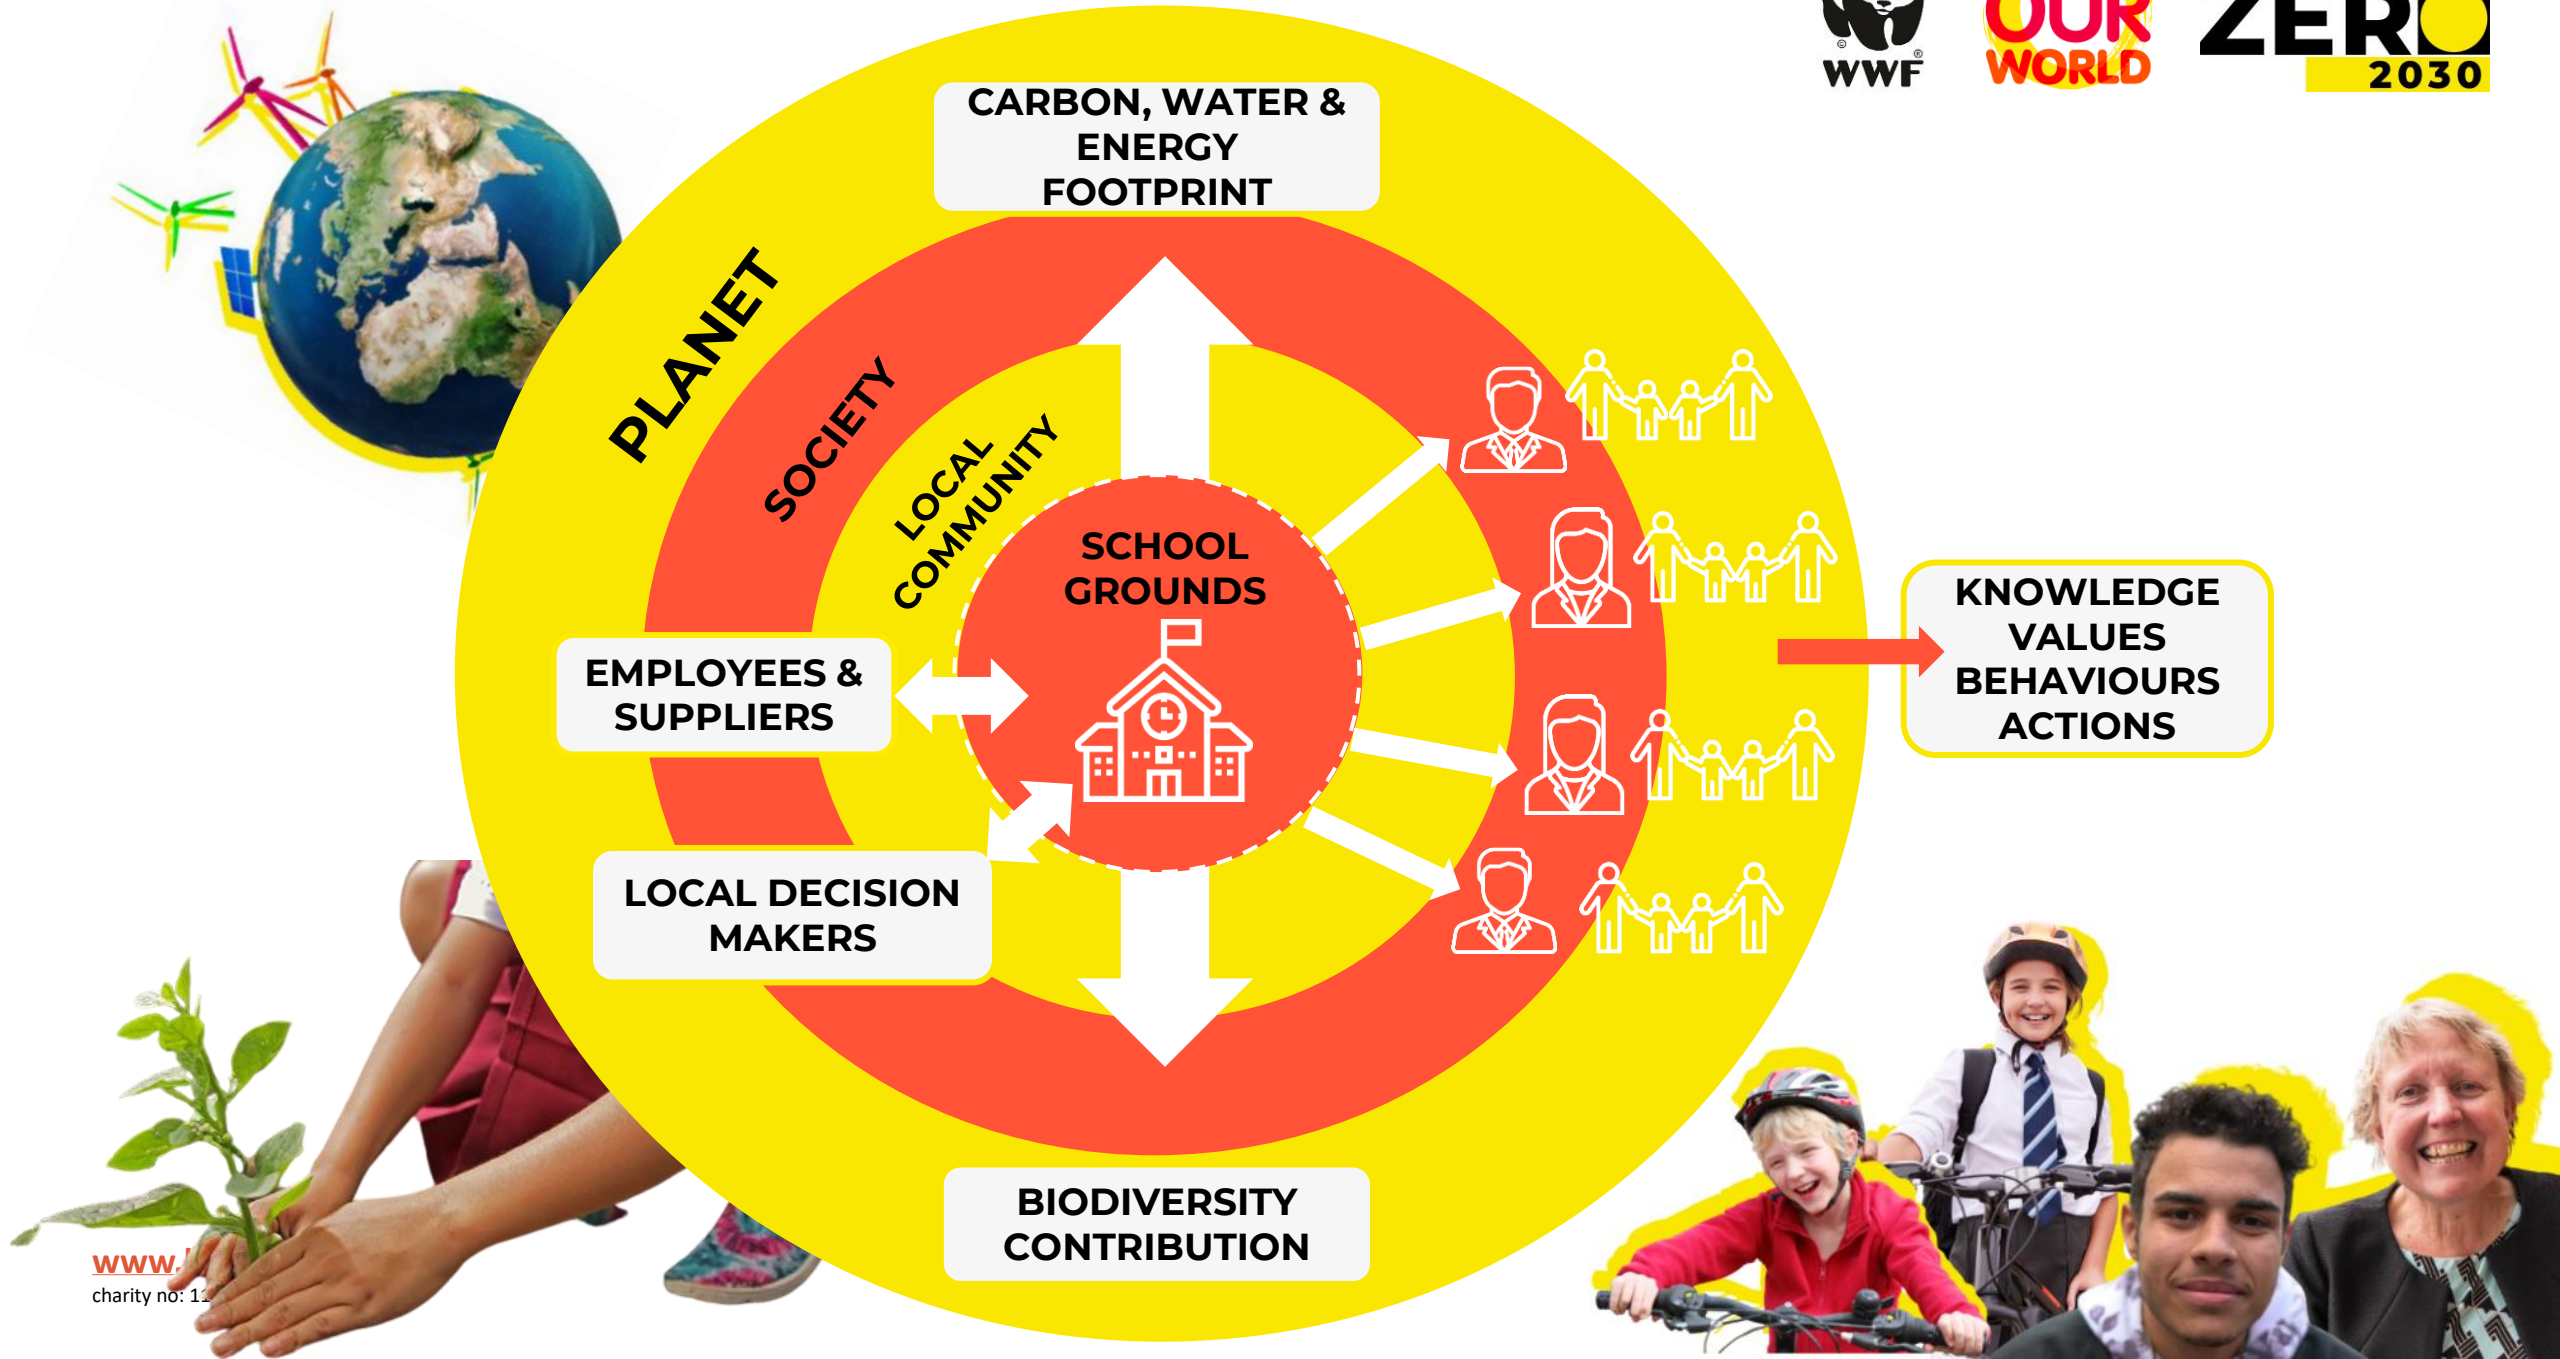 WWF
OUR
WORLD
ZERO
2030
CARBON, WATER &
ENERGY
FOOTPRINT
PLANET
SOCIETY
LOCAL
COMMUNITY
SCHOOL
GROUNDS
EMPLOYEES &
SUPPLIERS
KNOWLEDGE
VALUES
BEHAVIOURS
ACTIONS
LOCAL DECISION
MAKERS
BIODIVERSITY
CONTRIBUTION
www.
charity no: 11